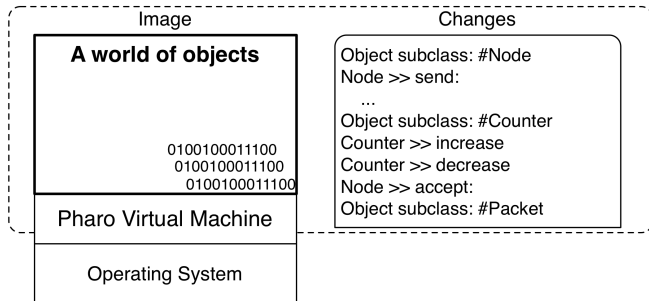 Image
A world of objects
0100100011100
0100100011100
0100100011100
Pharo Virtual Machine
Operating System
Changes
Object subclass: #Node
Node >> send:
...
Object subclass: #Counter
Counter >> increase
Counter >> decrease
Node >> accept:
Object subclass: #Packet